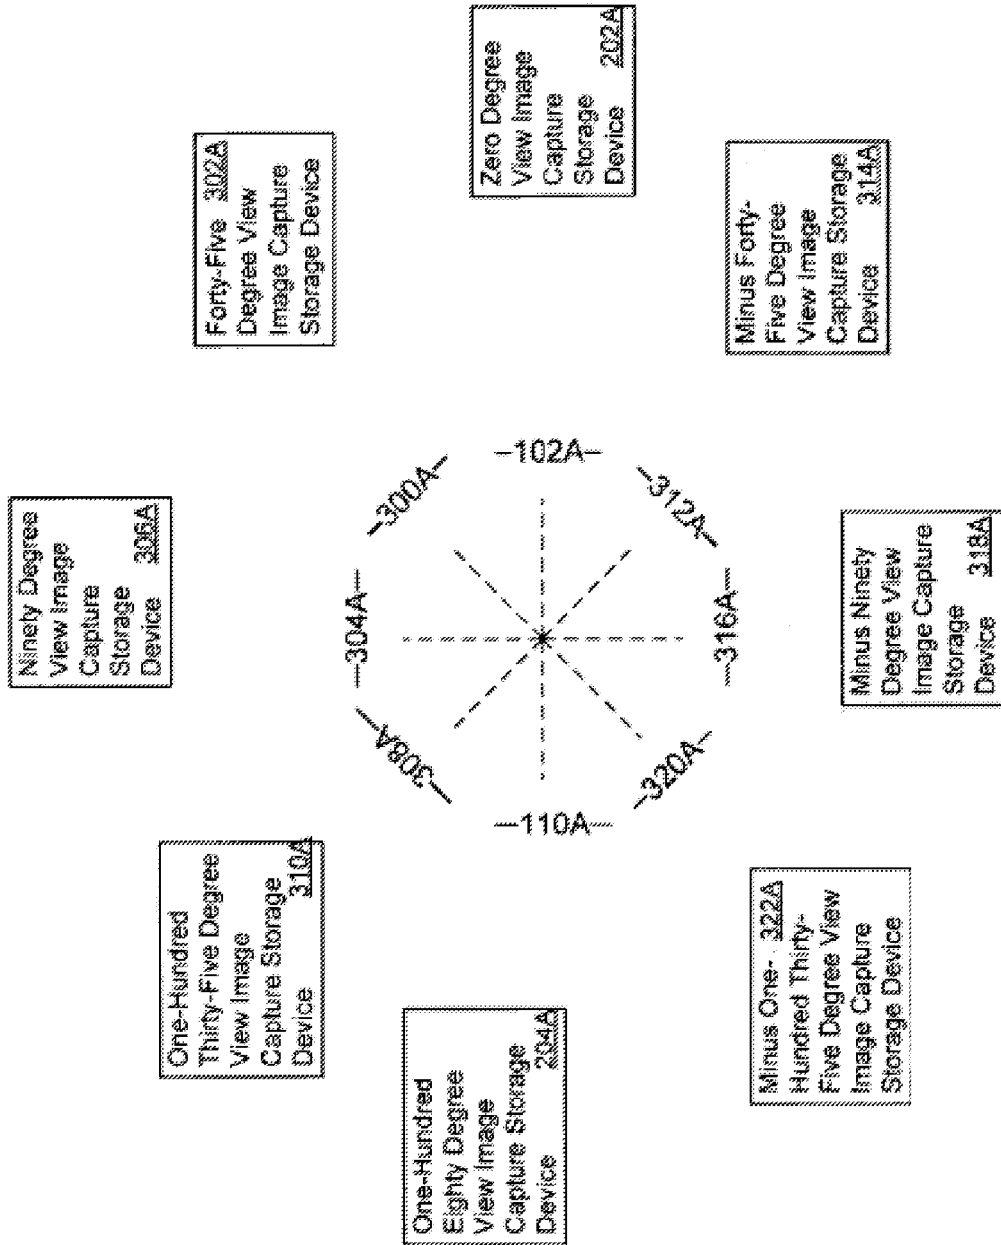 Ninety Degree
View Image
Capture
Storage
Device 306A
Forty-Five 302A
Degree View
Image Capture
Storage Device
Zero Degree
View Image
Capture
Storage
Device 202A
Minus Forty-
Five Degree
View Image
Capture Storage
Device 314A
Minus Ninety
Degree View
Image Capture
Storage
Device 318A
Minus One- 322A
Hundred Thirty-
Five Degree View
Image Capture
Storage Device
One-Hundred
Eighty Degree
View Image
Capture Storage
Device 204A
One-Hundred
Thirty-Five Degree
View Image
Capture Storage
Device 310A
304A
300A
102A
312A
316A
320A
110A
308A